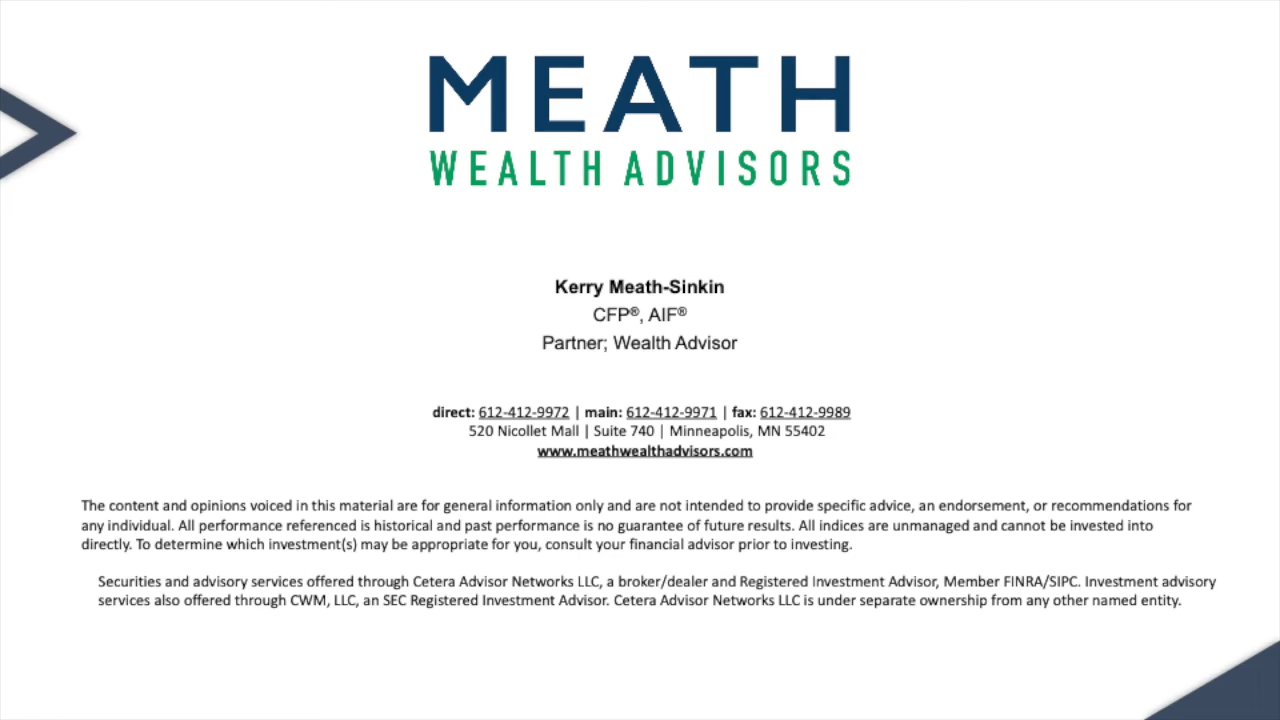 MEATH
WEALTH ADVISORS
Kerry Meath-Sinkin
CFP®, AIF®
Partner; Wealth Advisor
direct: 612-412-9972 | main: 612-412-9971 | fax: 612-412-9989
520 Nicollet Mall | Suite 740 | Minneapolis, MN 55402
www.meathwealthadvisors.com
The content and opinions voiced in this material are for general information only and are not intended to provide specific advice, an endorsement, or recommendations for
any individual. All performance referenced is historical and past performance is no guarantee of future results. All indices are unmanaged and cannot be invested into
directly. To determine which investment(s) may be appropriate for you, consult your financial advisor prior to investing.
Securities and advisory services offered through Cetera Advisor Networks LLC, a broker/dealer and Registered Investment Advisor, Member FINRA/SIPC. Investment advisory
services also offered through CWM, LLC, an SEC Registered Investment Advisor. Cetera Advisor Networks LLC is under separate ownership from any other named entity.